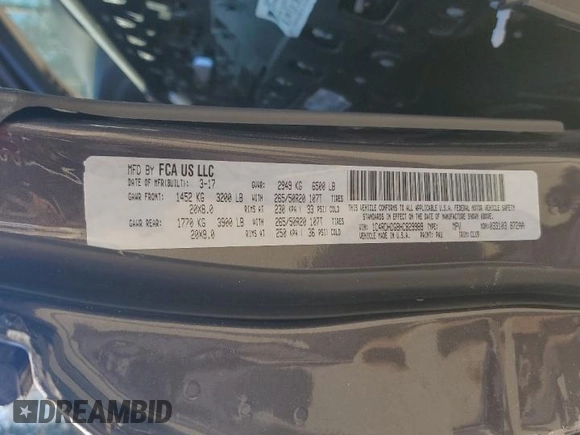 MFD BY FCA US LLC
DATE OF MFR(BUILT): 3-17 GVWR: 2949 KG 6500 LB
GAWR FRONT: 1452 KG 3200 LB WITH 265/50R20 107T TIRES
20X8.0 RIMS AT 230 KPA/ 33 PSI COLD
GAWR REAR: 1770 KG 3900 LB WITH 265/50R20 107T TIRES
20X9.0 RIMS AT 250 KPA/ 36 PSI COLD
THIS VEHICLE CONFORMS TO ALL APPLICABLE U.S.A. FEDERAL MOTOR VEHICLE SAFETY
STANDARDS IN EFFECT ON THE DATE OF MANUFACTURE SHOWN ABOVE.
VIN: TYPE: MPV
VEHICLE MADE IN U.S.A. PAINT: TRIM:
DREAMBID